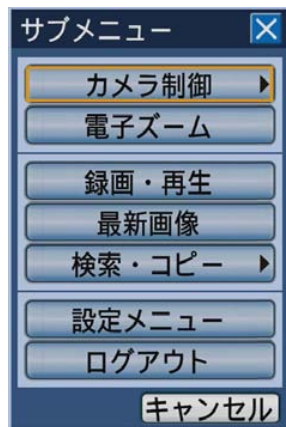 サブメニュー
カメラ制御
電子ズーム
録画・再生
最新画像
検索・コピー
設定メニュー
ログアウト
キャンセル